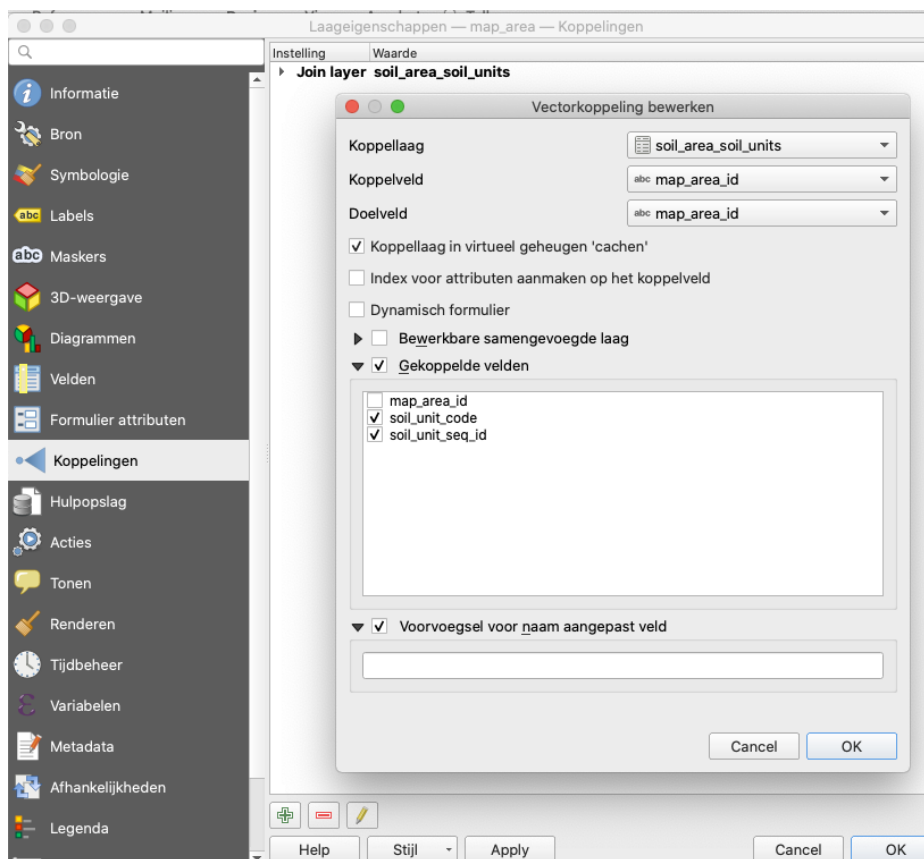 Laageigenschappen — map_area — Koppelingen
Instelling Waarde
Join layer soil_area_soil_units
Informatie
Bron
Symbologie
abc Labels
abc Maskers
3D-weergave
Diagrammen
Velden
Formulier attributen
Koppelingen
Hulpopslag
Acties
Tonen
Renderen
Tijdbeheer
Variabelen
Metadata
Afhankelijkheden
Legenda
Vectorkoppeling bewerken
Koppellaag soil_area_soil_units
Koppelveld abc map_area_id
Doelveld abc map_area_id
Koppellaag in virtueel geheugen 'cachen'
Index voor attributen aanmaken op het koppelveld
Dynamisch formulier
Bewerkbare samengevoegde laag
Gekoppelde velden
map_area_id
soil_unit_code
soil_unit_seq_id
Voorvoegsel voor naam aangepast veld
Cancel OK
Help Stijl Apply Cancel OK